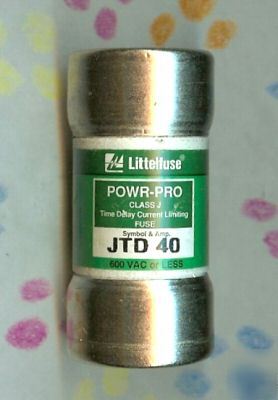 Littelfuse
POWR-PRO
CLASS J
Time Delay Current Limiting
FUSE
Symbol & Amp.
JTD 40
600 VAC or LESS